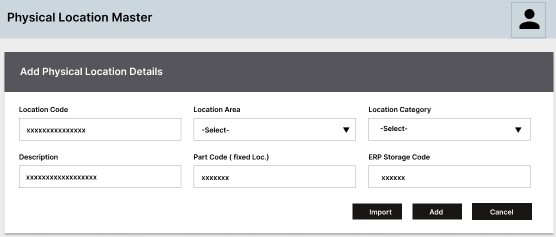 Physical Location Master
Add Physical Location Details
Location Code Location Area Location Category
xxxxxxxxxxxxxxx -Select- -Select-
Description Part Code ( fixed Loc.) ERP Storage Code
xxxxxxxxxxxxxxxxxx xxxxxxx xxxxxx
Import Add Cancel